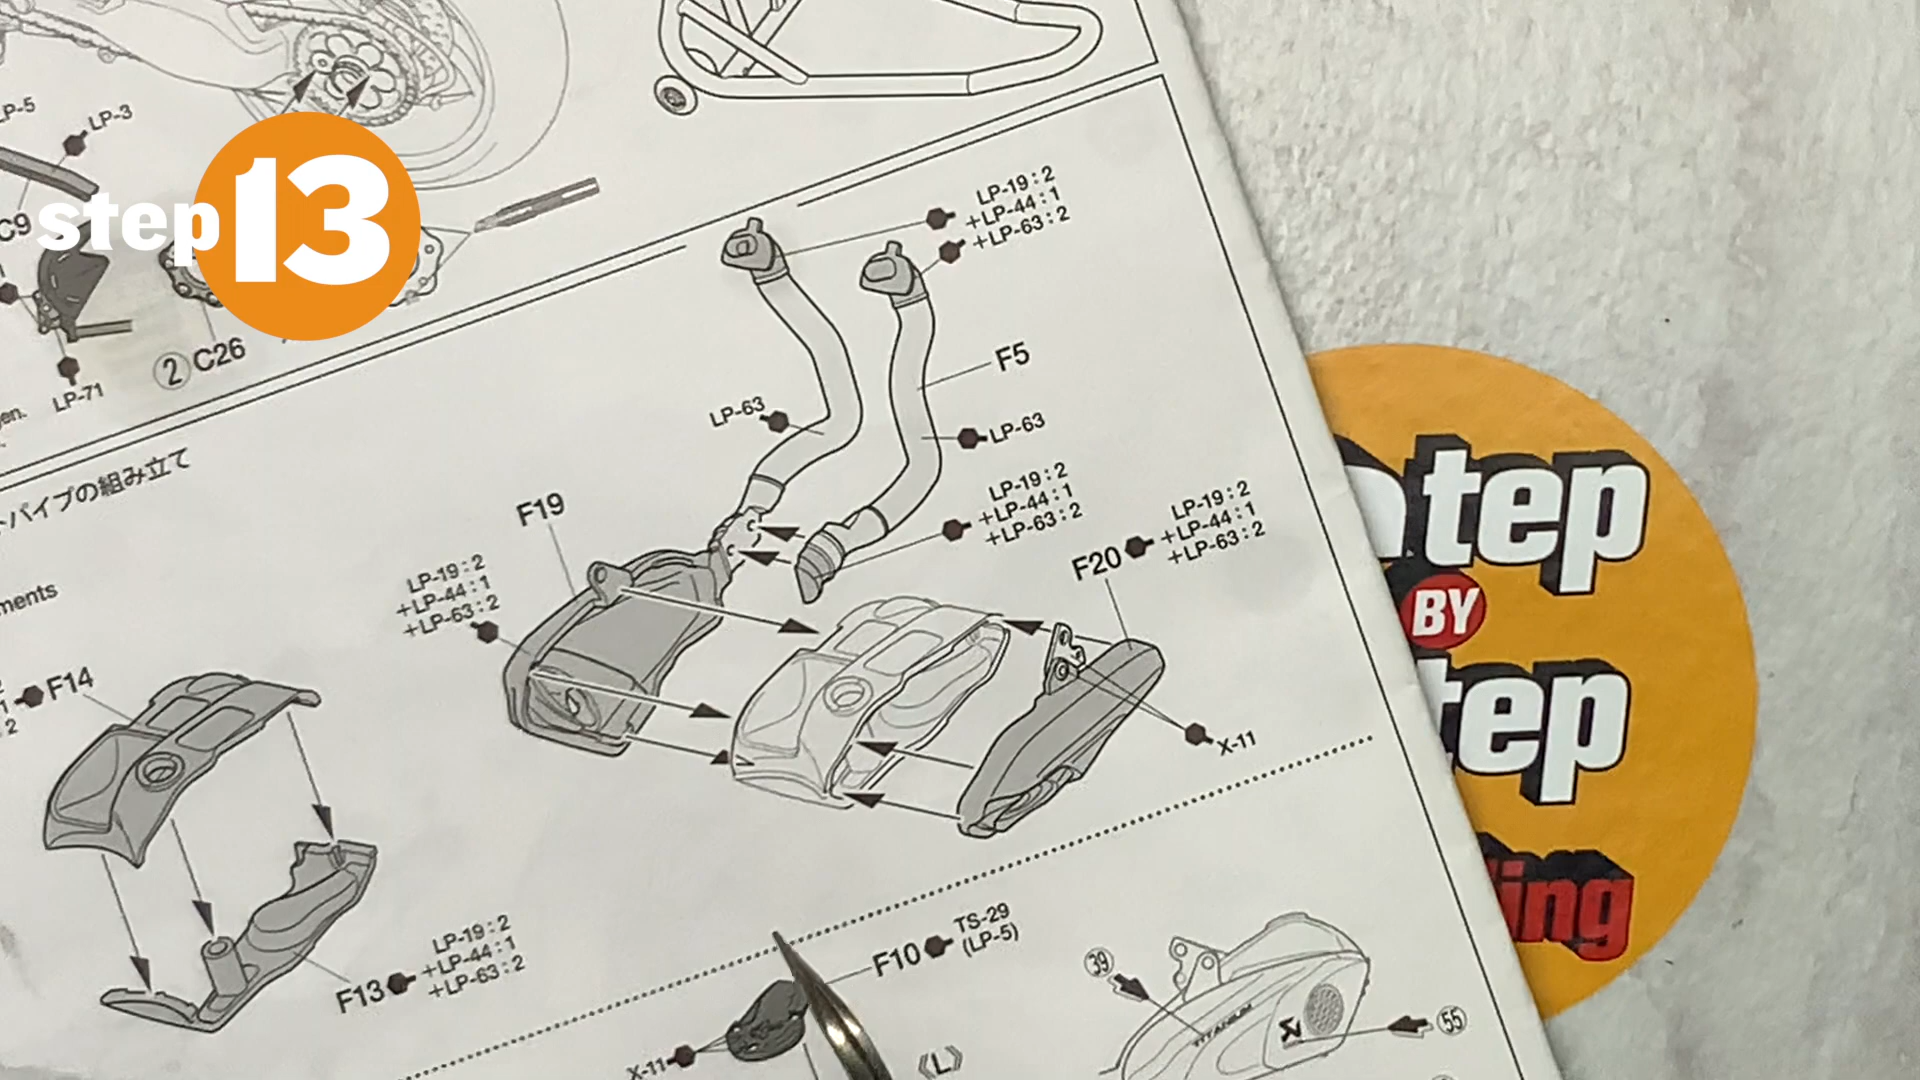 LP-5
LP-3
C9
step 13
② C26
LP-71
LP-19 : 2
+LP-44 : 1
+LP-63 : 2
F5
LP-63
LP-63
パイプの組み立て
F19
LP-19 : 2
+LP-44 : 1
+LP-63 : 2
LP-19 : 2
+LP-44 : 1
+LP-63 : 2
F20
LP-19 : 2
+LP-44 : 1
+LP-63 : 2
F14
X-11
F13
LP-19 : 2
+LP-44 : 1
+LP-63 : 2
F10
TS-29
(LP-5)
X-11
《L》
39
55
TITANIUM
tep
BY
tep
ing